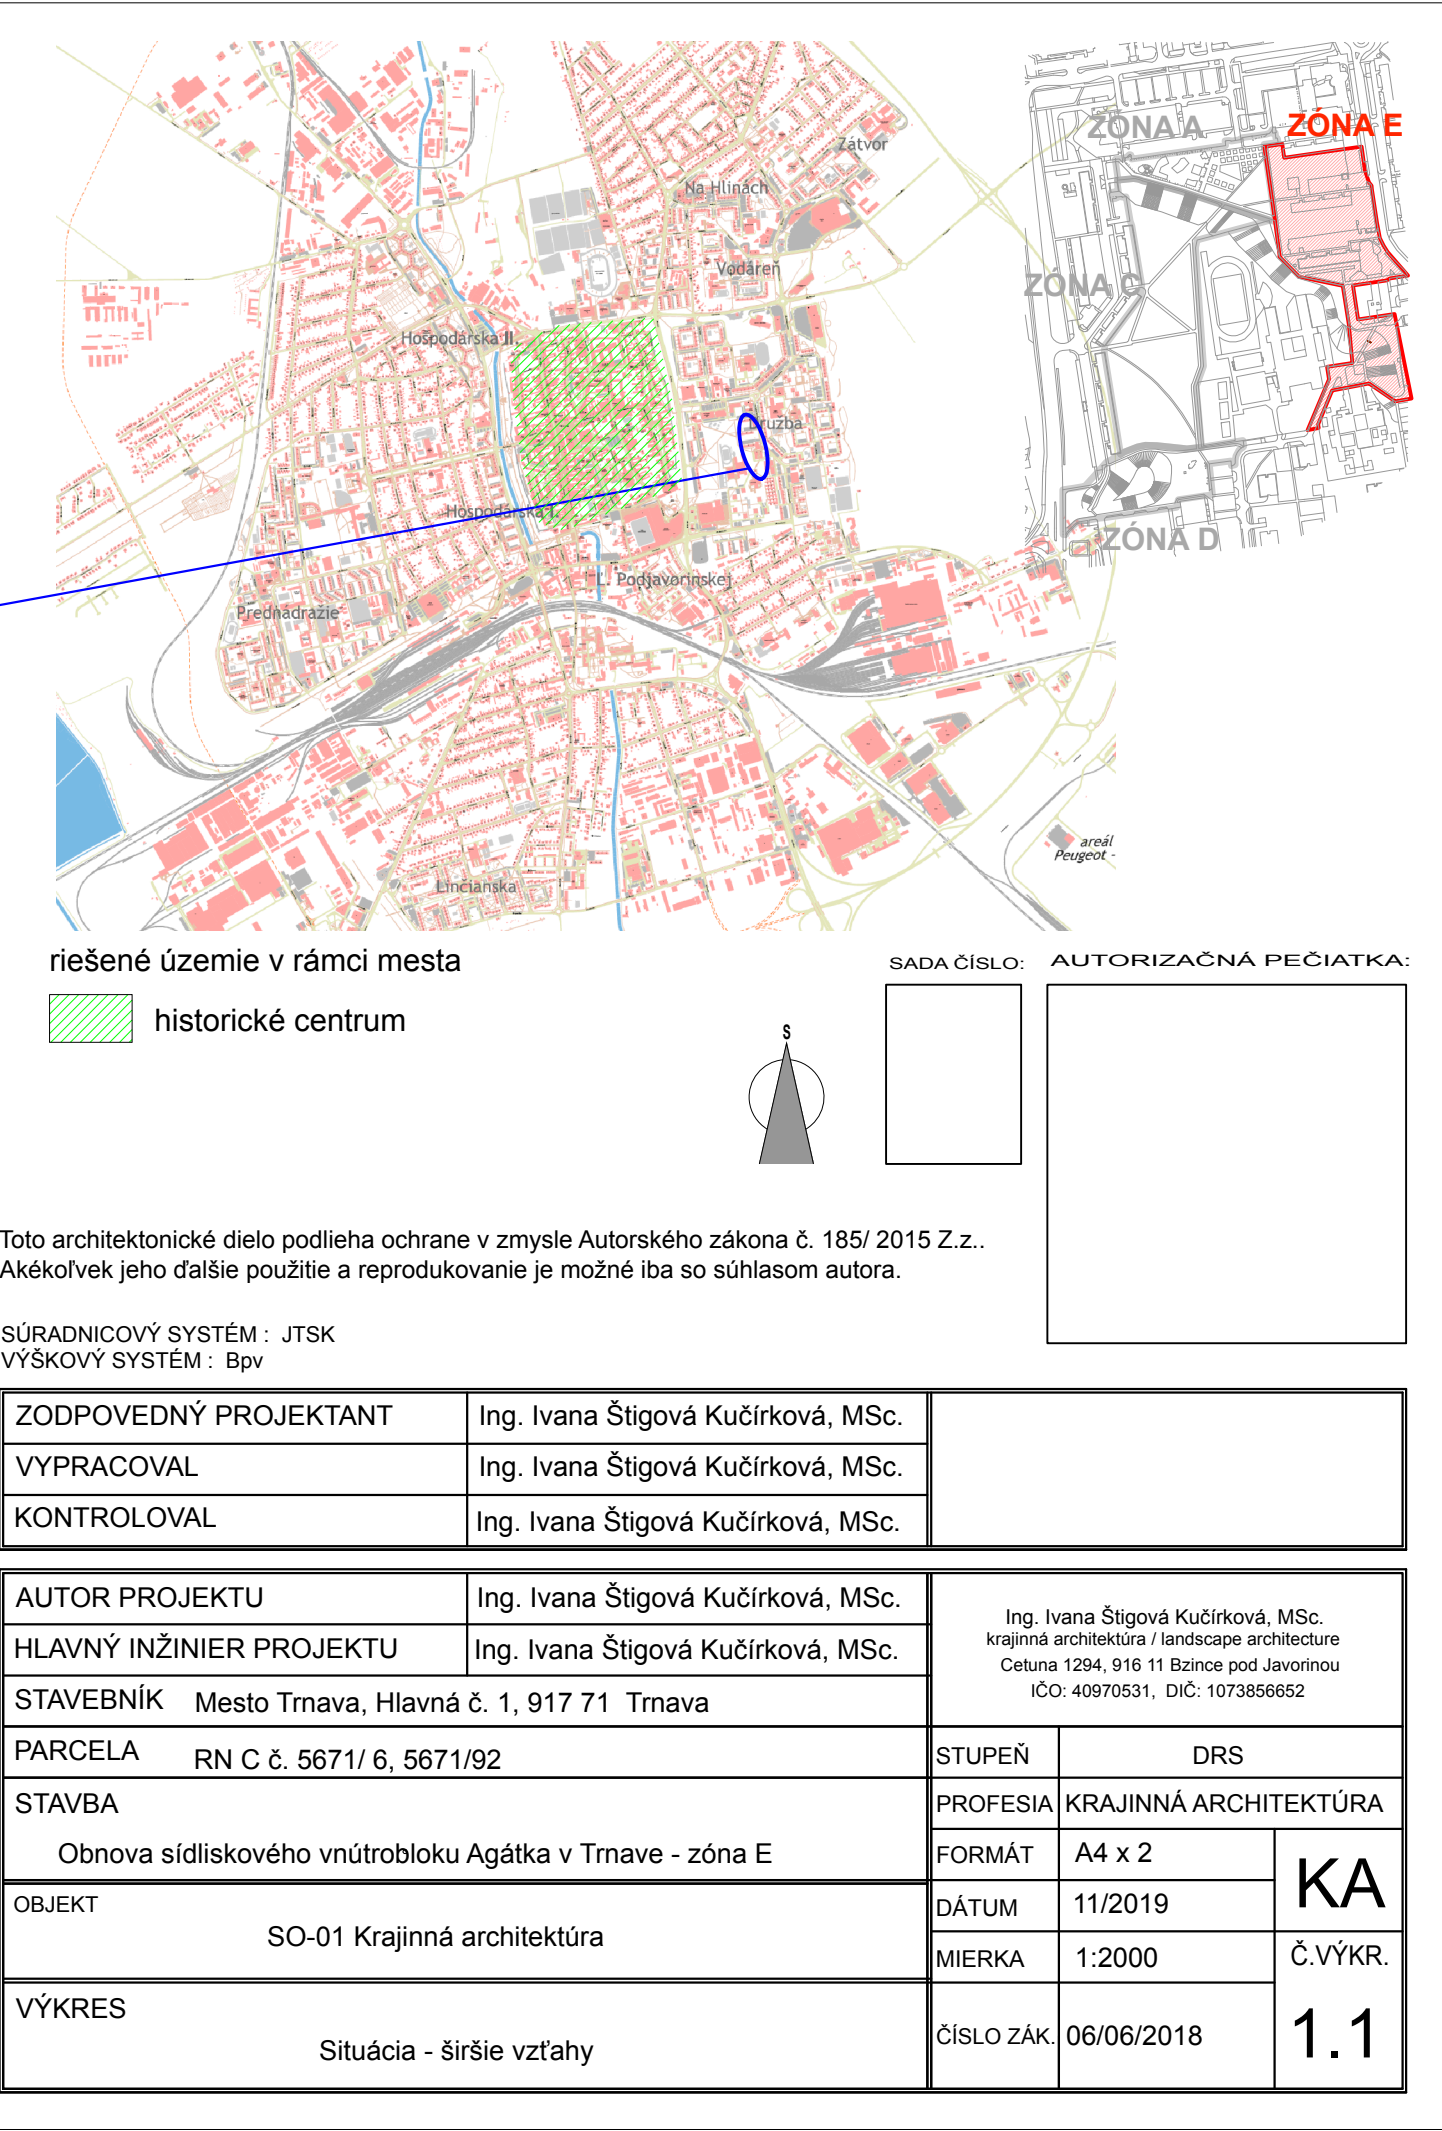 ZÓNA A
ZÓNA E
Zátvor
Na Hlinách
Vodáreň
ZÓNA C
Hospodárska II.
Družba
Hospodárska I.
ZÓNA D
Ľ. Podjavorinskej
Prednádražie
areál
Peugeot -
Linčianska
riešené územie v rámci mesta
historické centrum
S
SADA ČÍSLO:
AUTORIZAČNÁ PEČIATKA:
Toto architektonické dielo podlieha ochrane v zmysle Autorského zákona č. 185/ 2015 Z.z..
Akékoľvek jeho ďalšie použitie a reprodukovanie je možné iba so súhlasom autora.
SÚRADNICOVÝ SYSTÉM : JTSK
VÝŠKOVÝ SYSTÉM : Bpv
ZODPOVEDNÝ PROJEKTANT Ing. Ivana Štigová Kučírková, MSc.
VYPRACOVAL Ing. Ivana Štigová Kučírková, MSc.
KONTROLOVAL Ing. Ivana Štigová Kučírková, MSc.
AUTOR PROJEKTU Ing. Ivana Štigová Kučírková, MSc.
HLAVNÝ INŽINIER PROJEKTU Ing. Ivana Štigová Kučírková, MSc.
STAVEBNÍK Mesto Trnava, Hlavná č. 1, 917 71 Trnava
PARCELA RN C č. 5671/ 6, 5671/92
STAVBA
Obnova sídliskového vnútrobloku Agátka v Trnave - zóna E
OBJEKT
SO-01 Krajinná architektúra
VÝKRES
Situácia - širšie vzťahy
Ing. Ivana Štigová Kučírková, MSc.
krajinná architektúra / landscape architecture
Cetuna 1294, 916 11 Bzince pod Javorinou
IČO: 40970531, DIČ: 1073856652
STUPEŇ DRS
PROFESIA KRAJINNÁ ARCHITEKTÚRA
FORMÁT A4 x 2
KA
DÁTUM 11/2019
MIERKA 1:2000
Č.VÝKR.
ČÍSLO ZÁK. 06/06/2018
1.1